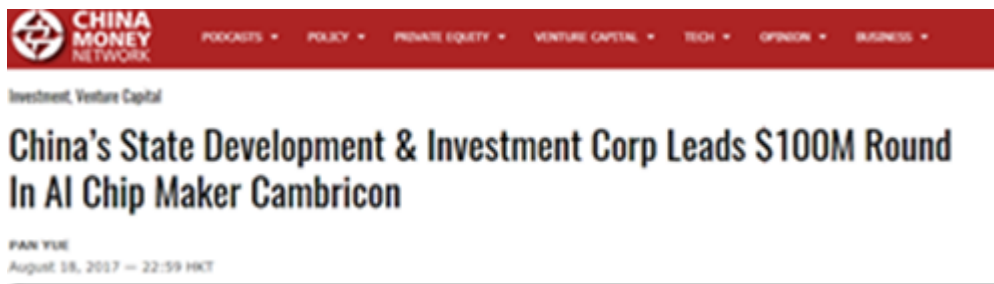 CHINA
MONEY
NETWORK
PODCASTS POLICY PRIVATE EQUITY VENTURE CAPITAL TECH OPINION BUSINESS
Investment, Venture Capital
China's State Development & Investment Corp Leads $100M Round
In AI Chip Maker Cambricon
PAN YUE
August 18, 2017 — 22:59 HKT